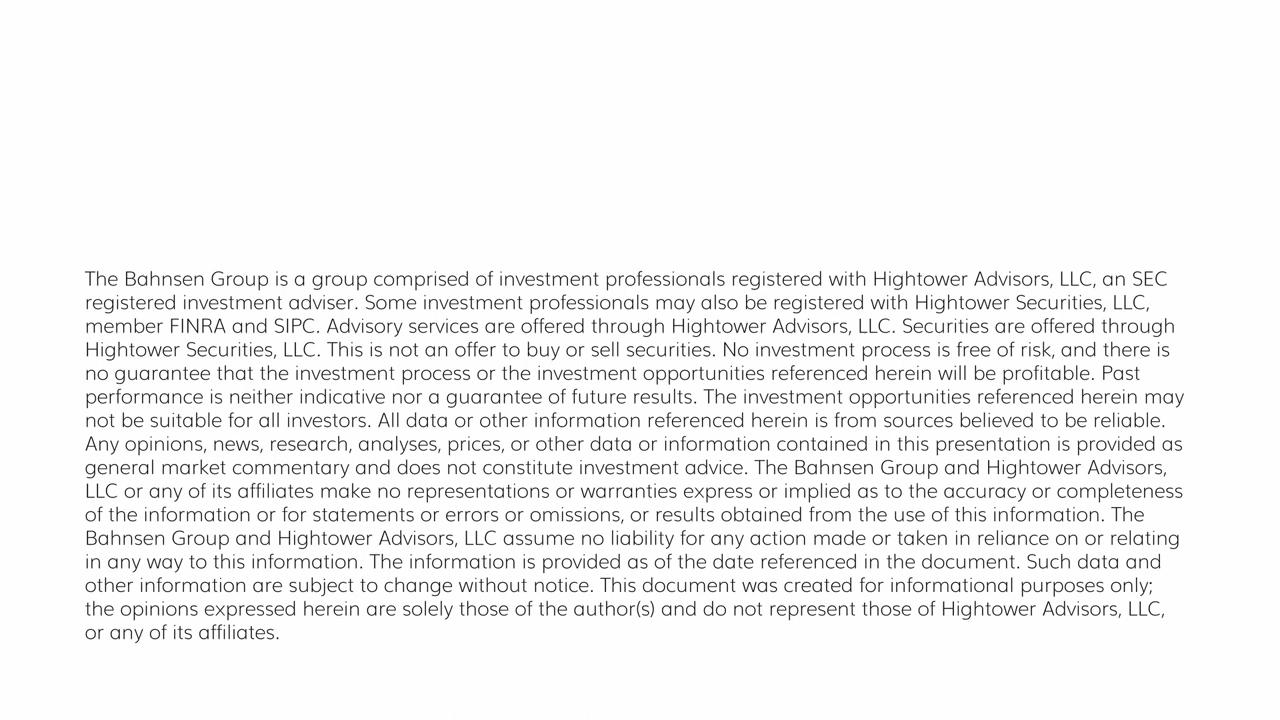 The Bahnsen Group is a group comprised of investment professionals registered with Hightower Advisors, LLC, an SEC
registered investment adviser. Some investment professionals may also be registered with Hightower Securities, LLC,
member FINRA and SIPC. Advisory services are offered through Hightower Advisors, LLC. Securities are offered through
Hightower Securities, LLC. This is not an offer to buy or sell securities. No investment process is free of risk, and there is
no guarantee that the investment process or the investment opportunities referenced herein will be profitable. Past
performance is neither indicative nor a guarantee of future results. The investment opportunities referenced herein may
not be suitable for all investors. All data or other information referenced herein is from sources believed to be reliable.
Any opinions, news, research, analyses, prices, or other data or information contained in this presentation is provided as
general market commentary and does not constitute investment advice. The Bahnsen Group and Hightower Advisors,
LLC or any of its affiliates make no representations or warranties express or implied as to the accuracy or completeness
of the information or for statements or errors or omissions, or results obtained from the use of this information. The
Bahnsen Group and Hightower Advisors, LLC assume no liability for any action made or taken in reliance on or relating
in any way to this information. The information is provided as of the date referenced in the document. Such data and
other information are subject to change without notice. This document was created for informational purposes only;
the opinions expressed herein are solely those of the author(s) and do not represent those of Hightower Advisors, LLC,
or any of its affiliates.